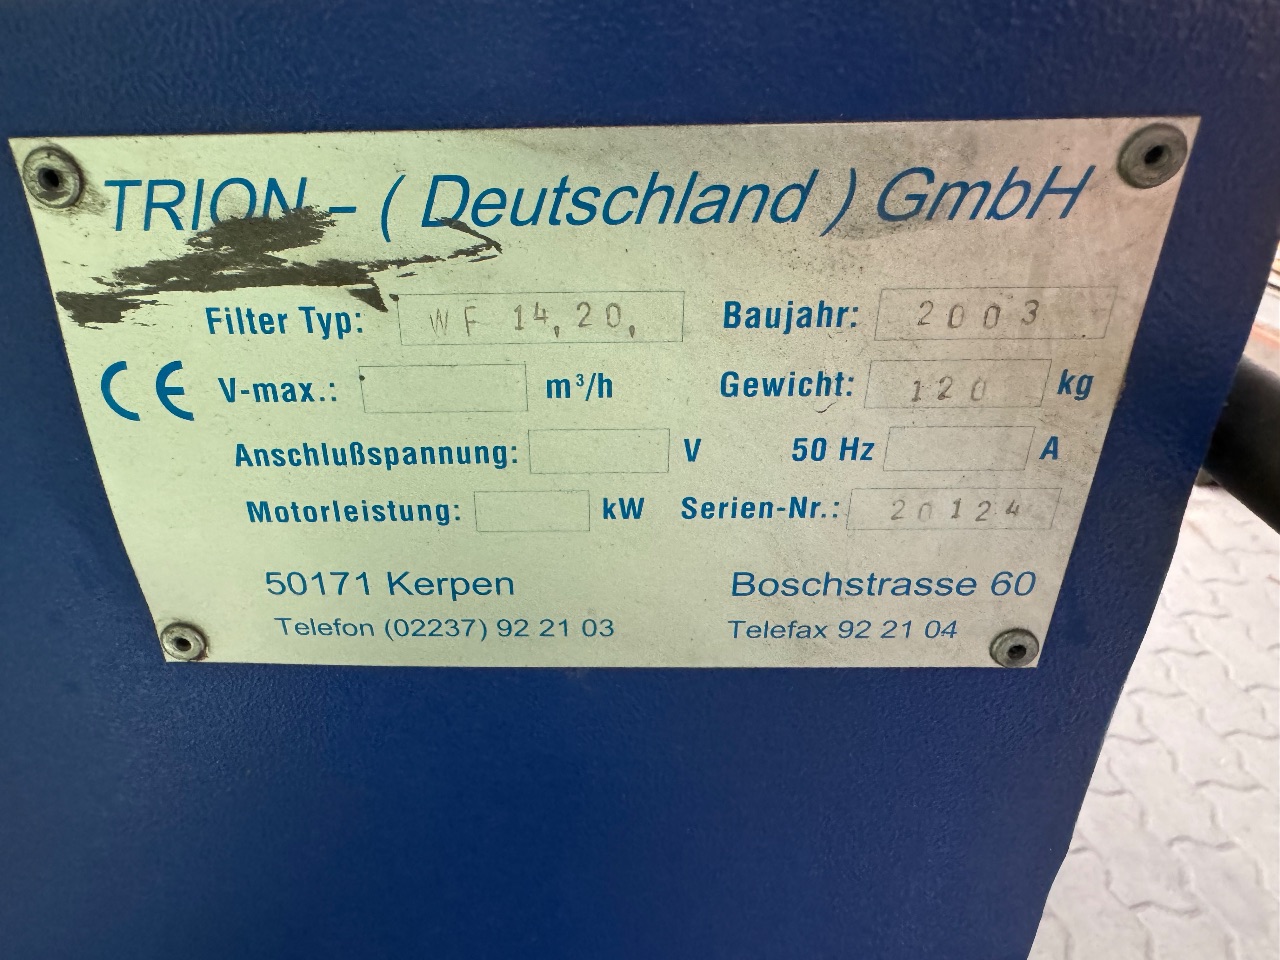 TRION - ( Deutschland ) GmbH
Filter Typ: WF 14,20, Baujahr: 2003
CE V-max.: m³/h Gewicht: 120 kg
Anschlußspannung: V 50 Hz A
Motorleistung: kW Serien-Nr.: 20124
50171 Kerpen Boschstrasse 60
Telefon (02237) 92 21 03 Telefax 92 21 04